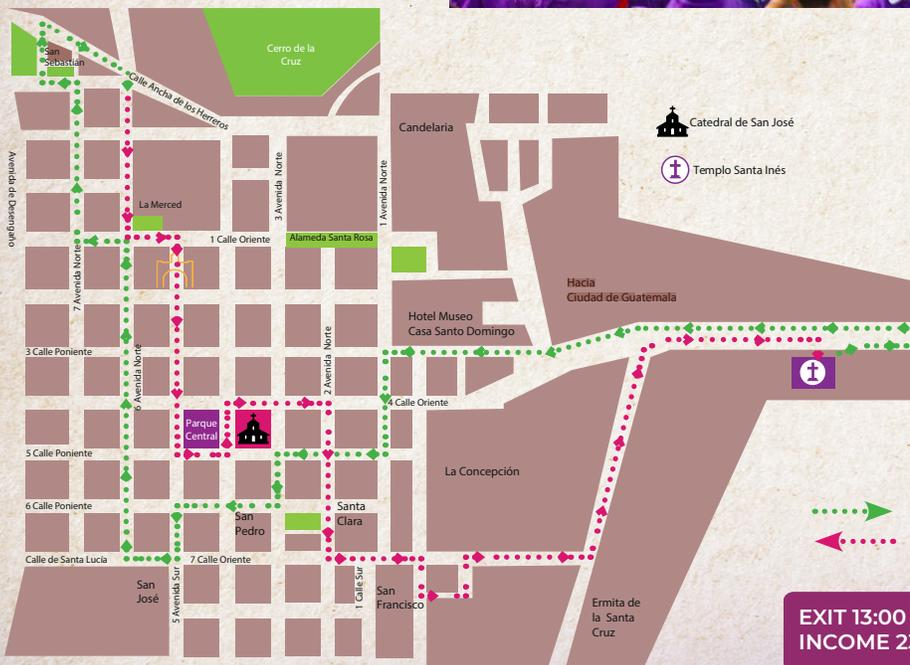 Cerro de la
Cruz
San
Sebastián
Calle Ancha de los Herreros
Candelaria
Catedral de San José
Templo Santa Inés
Avenida de Desengaño
3 Avenida Norte
1 Avenida Norte
La Merced
1 Calle Oriente
Alameda Santa Rosa
7 Avenida Norte
Hacia
Ciudad de Guatemala
Hotel Museo
Casa Santo Domingo
3 Calle Poniente
6 Avenida Norte
2 Avenida Norte
4 Calle Oriente
Parque
Central
5 Calle Poniente
La Concepción
6 Calle Poniente
San
Pedro
Santa
Clara
Calle de Santa Lucía
7 Calle Oriente
San
José
5 Avenida Sur
1 Calle Sur
San
Francisco
Ermita de
la Santa
Cruz
EXIT 13:00
INCOME